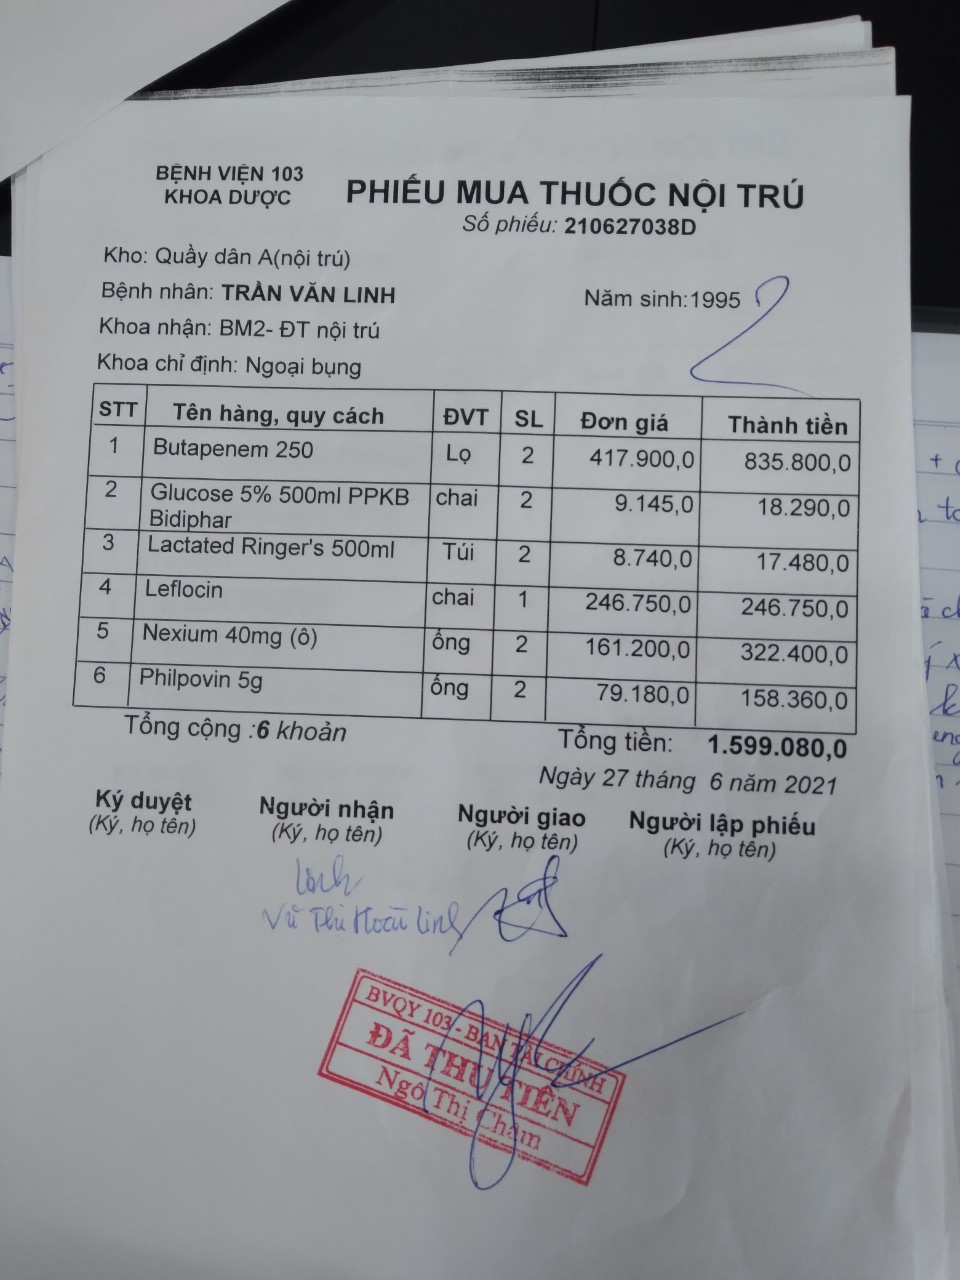 BỆNH VIỆN 103
KHOA DƯỢC
PHIẾU MUA THUỐC NỘI TRÚ
Số phiếu: 210627038D
Kho: Quầy dân A(nội trú)
Bệnh nhân: TRẦN VĂN LINH
Năm sinh:1995
2
Khoa nhận: BM2- ĐT nội trú
Khoa chỉ định: Ngoại bụng
STT Tên hàng, quy cách ĐVT SL Đơn giá Thành tiền
1 Butapenem 250 Lọ 2 417.900,0 835.800,0
2 Glucose 5% 500ml PPKB chai 2 9.145,0 18.290,0
Bidiphar
3 Lactated Ringer's 500ml Túi 2 8.740,0 17.480,0
4 Leflocin chai 1 246.750,0 246.750,0
5 Nexium 40mg (ô) ống 2 161.200,0 322.400,0
6 Philpovin 5g ống 2 79.180,0 158.360,0
Tổng cộng :6 khoản Tổng tiền: 1.599.080,0
Ngày 27 tháng 6 năm 2021
Ký duyệt Người nhận Người giao Người lập phiếu
(Ký, họ tên) (Ký, họ tên) (Ký, họ tên) (Ký, họ tên)
Linh
Vũ Thị Hoài Linh
BVQY 103 - BAN TÀI CHÍNH
ĐÃ THU TIỀN
Ngô Thị Châm